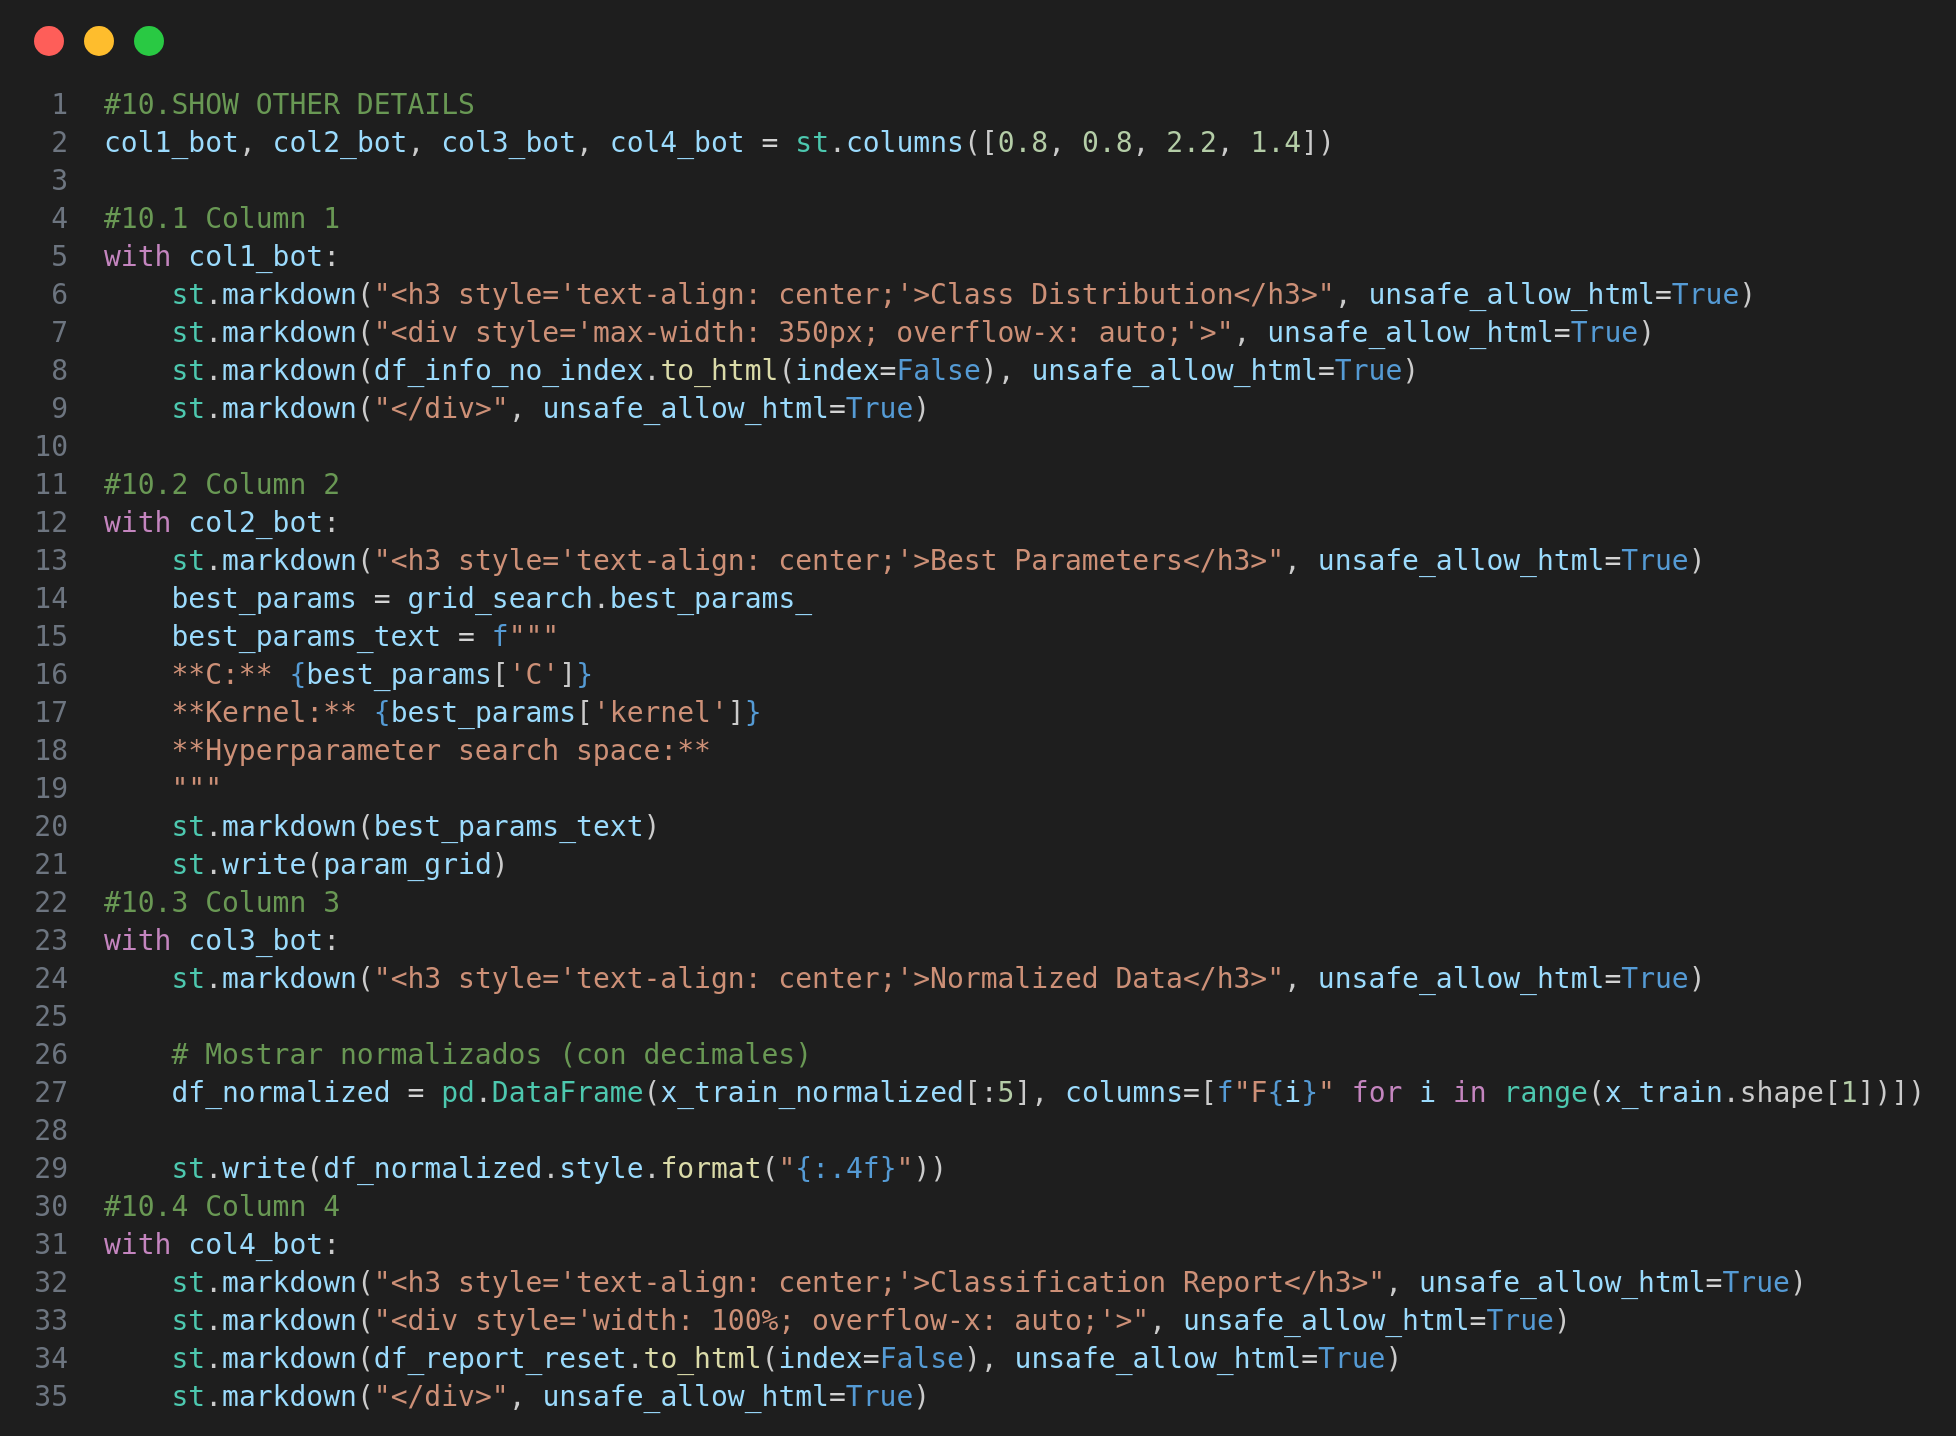 1 #10.SHOW OTHER DETAILS
2 col1_bot, col2_bot, col3_bot, col4_bot = st.columns([0.8, 0.8, 2.2, 1.4])
3
4 #10.1 Column 1
5 with col1_bot:
6     st.markdown("<h3 style='text-align: center;'>Class Distribution</h3>", unsafe_allow_html=True)
7     st.markdown("<div style='max-width: 350px; overflow-x: auto;'>", unsafe_allow_html=True)
8     st.markdown(df_info_no_index.to_html(index=False), unsafe_allow_html=True)
9     st.markdown("</div>", unsafe_allow_html=True)
10
11 #10.2 Column 2
12 with col2_bot:
13     st.markdown("<h3 style='text-align: center;'>Best Parameters</h3>", unsafe_allow_html=True)
14     best_params = grid_search.best_params_
15     best_params_text = f"""
16     **C:** {best_params['C']}
17     **Kernel:** {best_params['kernel']}
18     **Hyperparameter search space:**
19     """
20     st.markdown(best_params_text)
21     st.write(param_grid)
22 #10.3 Column 3
23 with col3_bot:
24     st.markdown("<h3 style='text-align: center;'>Normalized Data</h3>", unsafe_allow_html=True)
25
26     # Mostrar normalizados (con decimales)
27     df_normalized = pd.DataFrame(x_train_normalized[:5], columns=[f"F{i}" for i in range(x_train.shape[1])])
28
29     st.write(df_normalized.style.format("{:.4f}"))
30 #10.4 Column 4
31 with col4_bot:
32     st.markdown("<h3 style='text-align: center;'>Classification Report</h3>", unsafe_allow_html=True)
33     st.markdown("<div style='width: 100%; overflow-x: auto;'>", unsafe_allow_html=True)
34     st.markdown(df_report_reset.to_html(index=False), unsafe_allow_html=True)
35     st.markdown("</div>", unsafe_allow_html=True)